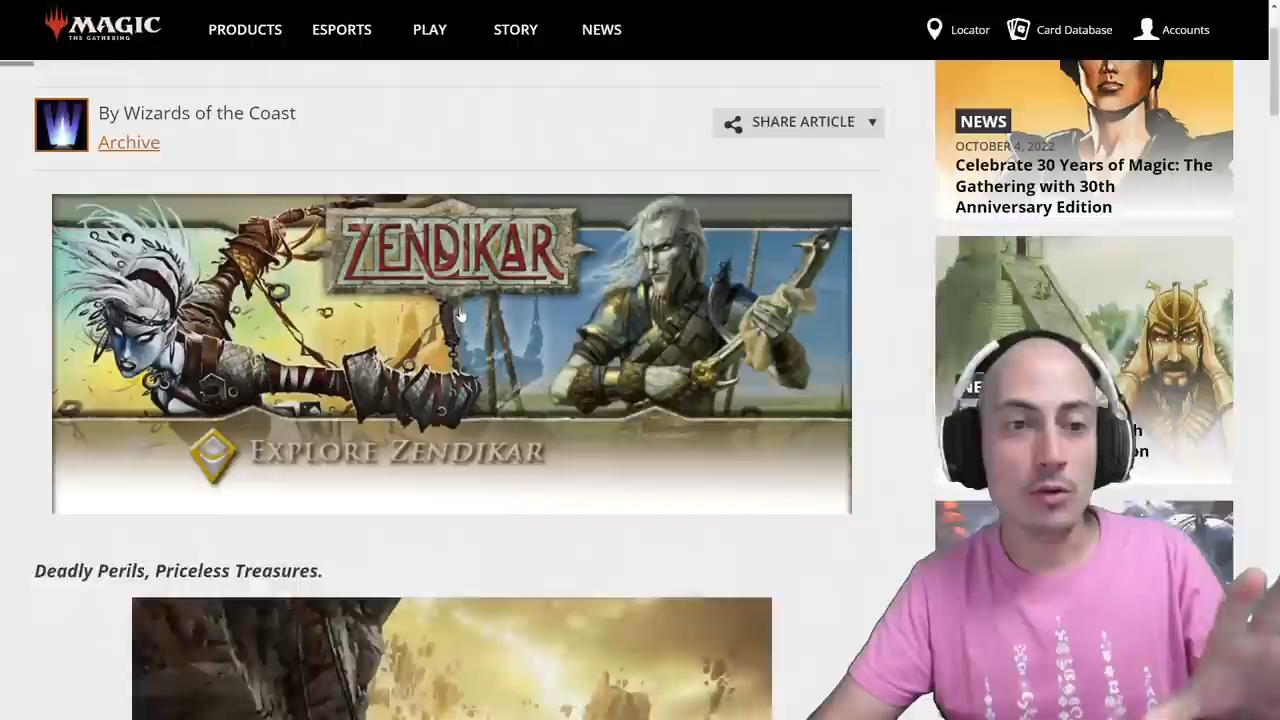 MAGIC
THE GATHERING
PRODUCTS
ESPORTS
PLAY
STORY
NEWS
Locator
Card Database
Accounts
By Wizards of the Coast
Archive
SHARE ARTICLE
NEWS
OCTOBER 4, 2022
Celebrate 30 Years of Magic: The
Gathering with 30th
Anniversary Edition
ZENDIKAR
EXPLORE ZENDIKAR
Deadly Perils, Priceless Treasures.